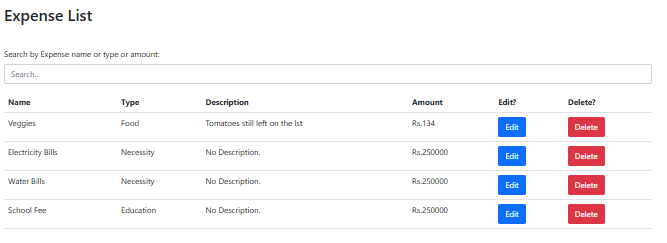 Expense List
Search by Expense name or type or amount:
Search...
Name Type Description Amount Edit? Delete?
Veggies Food Tomatoes still left on the lst Rs.134 Edit Delete
Electricity Bills Necessity No Description. Rs.250000 Edit Delete
Water Bills Necessity No Description. Rs.250000 Edit Delete
School Fee Education No Description. Rs.250000 Edit Delete